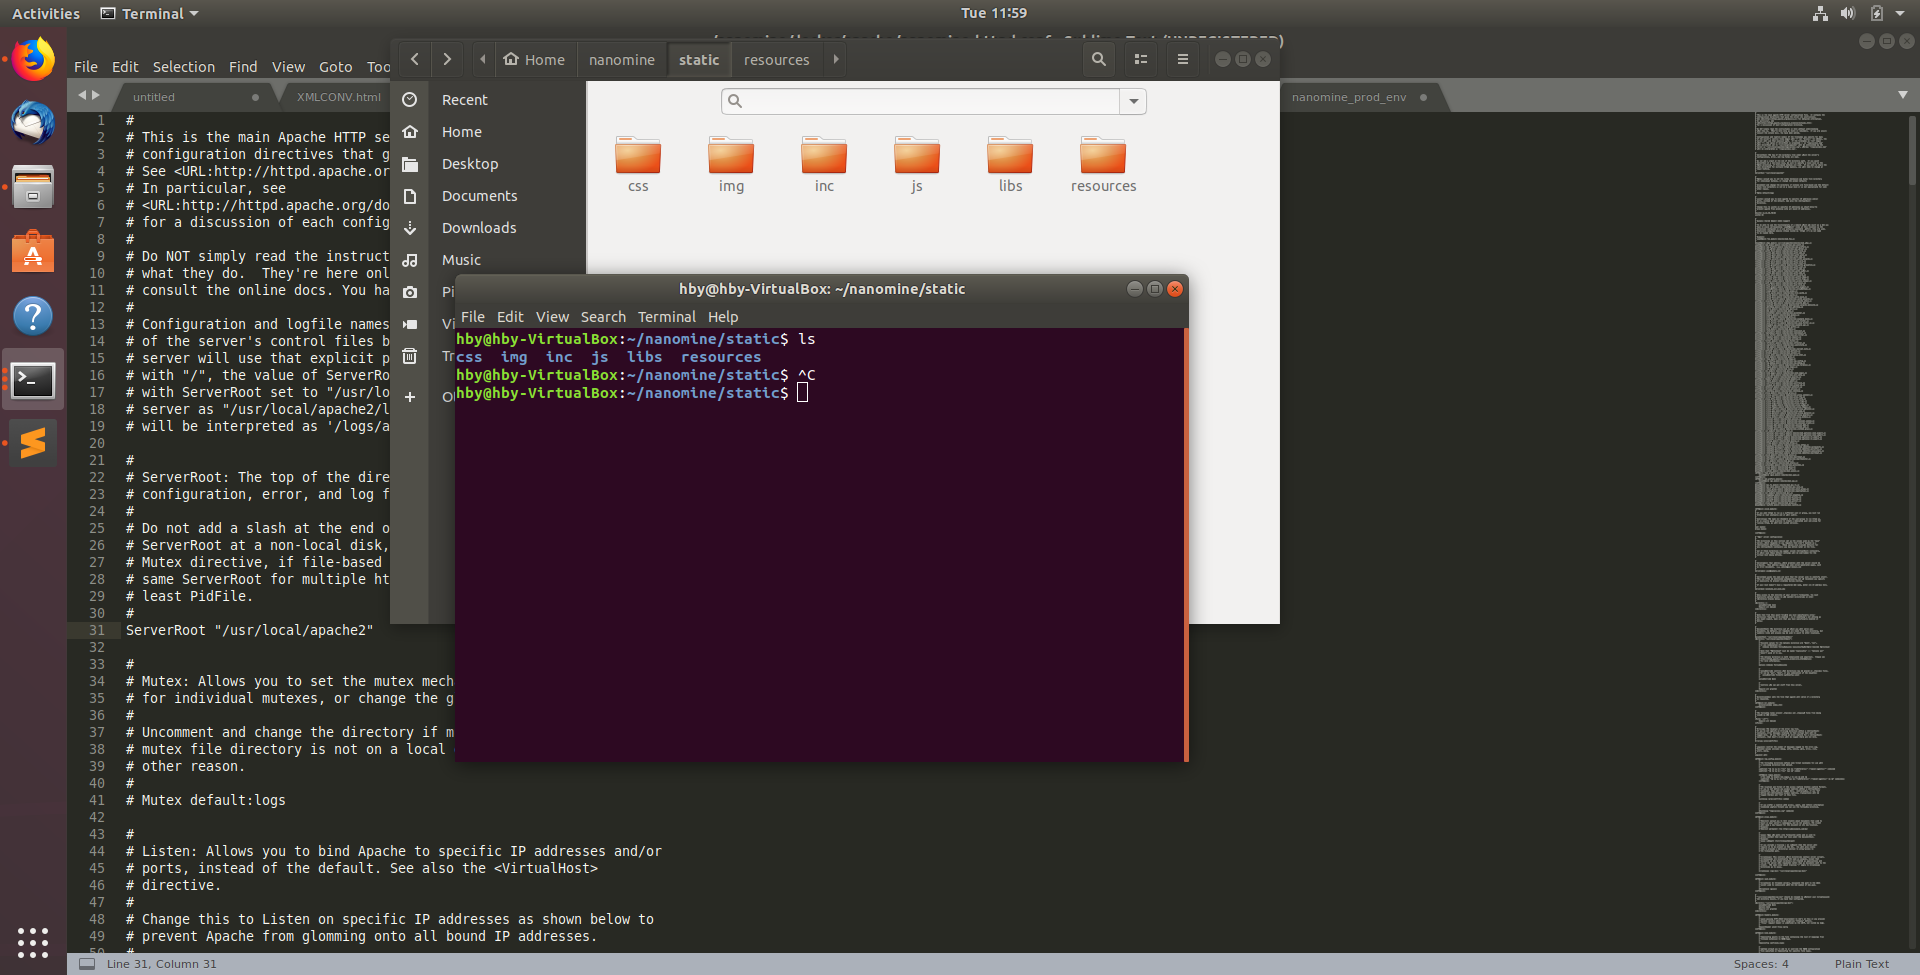 Activities Terminal Tue 11:59
File Edit Selection Find View Goto
Home nanomine static resources
untitled XMLCONV.html nanomine_prod_env
Recent
Home
Desktop
Documents
Downloads
Music
css img inc js libs resources
hby@hby-VirtualBox: ~/nanomine/static
File Edit View Search Terminal Help
hby@hby-VirtualBox:~/nanomine/static$ ls
css img inc js libs resources
hby@hby-VirtualBox:~/nanomine/static$ ^C
hby@hby-VirtualBox:~/nanomine/static$
1 #
2 # This is the main Apache HTTP se
3 # configuration directives that g
4 # See <URL:http://httpd.apache.or
5 # In particular, see
6 # <URL:http://httpd.apache.org/do
7 # for a discussion of each config
8 #
9 # Do NOT simply read the instruct
10 # what they do.  They're here onl
11 # consult the online docs. You ha
12 #
13 # Configuration and logfile names
14 # of the server's control files b
15 # server will use that explicit p
16 # with "/", the value of ServerRo
17 # with ServerRoot set to "/usr/lo
18 # server as "/usr/local/apache2/l
19 # will be interpreted as '/logs/a
20
21 #
22 # ServerRoot: The top of the dire
23 # configuration, error, and log f
24 #
25 # Do not add a slash at the end o
26 # ServerRoot at a non-local disk,
27 # Mutex directive, if file-based
28 # same ServerRoot for multiple ht
29 # least PidFile.
30 #
31 ServerRoot "/usr/local/apache2"
32
33 #
34 # Mutex: Allows you to set the mutex mech
35 # for individual mutexes, or change the g
36 #
37 # Uncomment and change the directory if m
38 # mutex file directory is not on a local
39 # other reason.
40 #
41 # Mutex default:logs
42
43 #
44 # Listen: Allows you to bind Apache to specific IP addresses and/or
45 # ports, instead of the default. See also the <VirtualHost>
46 # directive.
47 #
48 # Change this to Listen on specific IP addresses as shown below to
49 # prevent Apache from glomming onto all bound IP addresses.
Line 31, Column 31 Spaces: 4 Plain Text